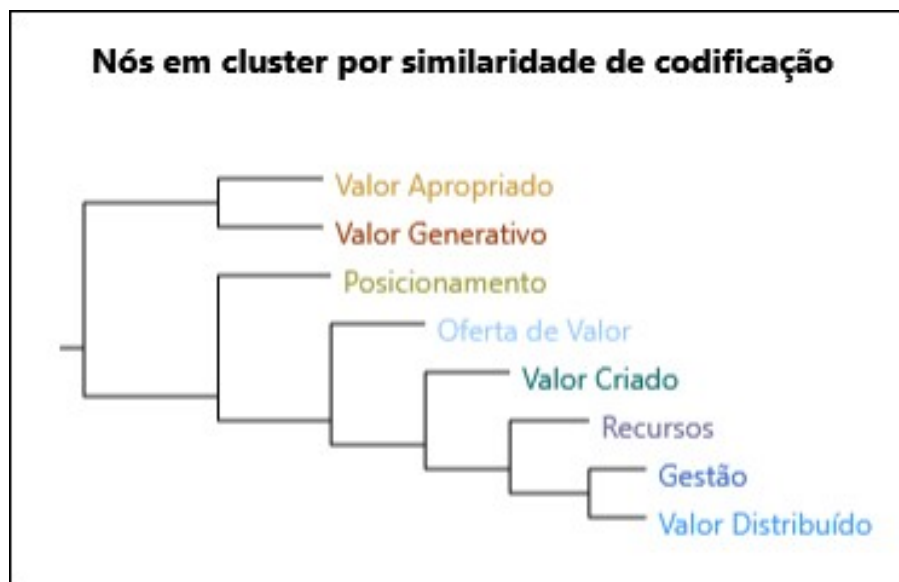 Nós em cluster por similaridade de codificação
Valor Apropriado
Valor Generativo
Posicionamento
Oferta de Valor
Valor Criado
Recursos
Gestão
Valor Distribuído